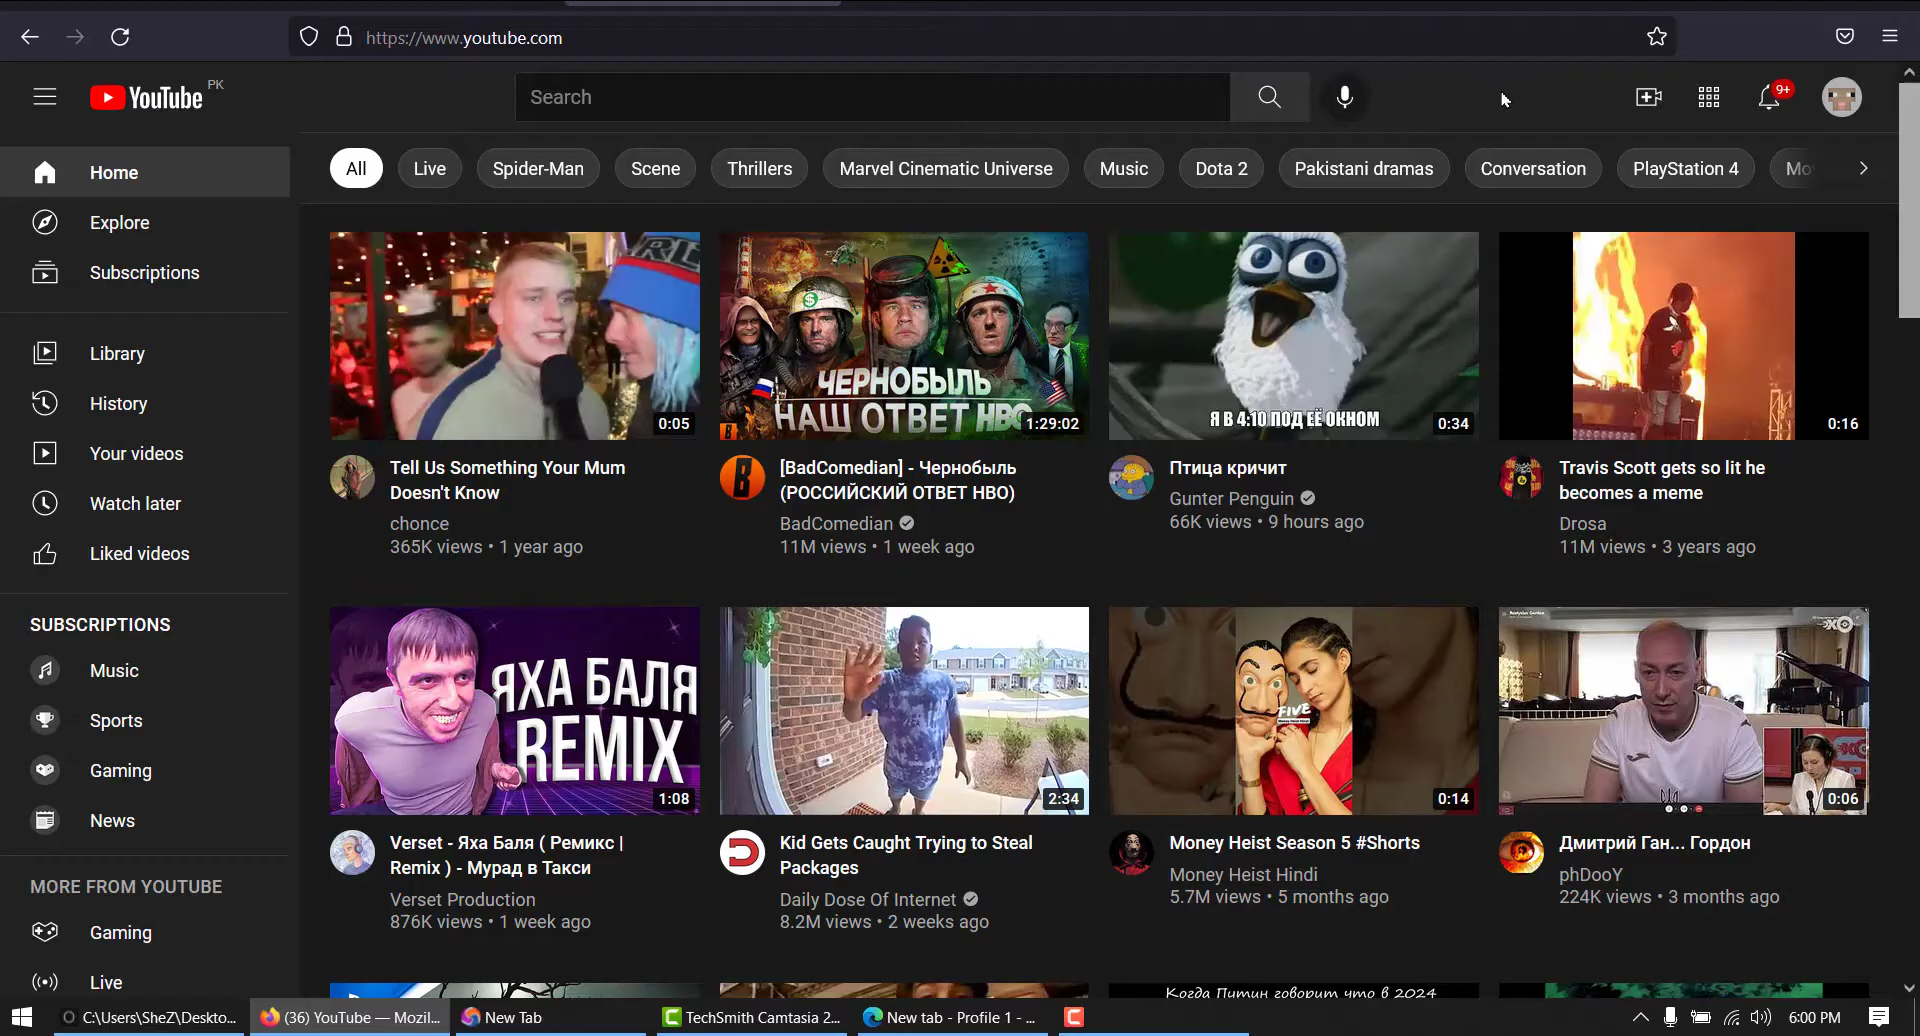 https://www.youtube.com
YouTube PK
Search
9+
All
Live
Spider-Man
Scene
Thrillers
Marvel Cinematic Universe
Music
Dota 2
Pakistani dramas
Conversation
PlayStation 4
Home
Explore
Subscriptions
Library
History
Your videos
Watch later
Liked videos
SUBSCRIPTIONS
Music
Sports
Gaming
News
MORE FROM YOUTUBE
Gaming
Live
0:05
Tell Us Something Your Mum
Doesn't Know
chonce
365K views • 1 year ago
ЧЕРНОБЫЛЬ
НАШ ОТВЕТ HBO
1:29:02
[BadComedian] - Чернобыль
(РОССИЙСКИЙ ОТВЕТ HBO)
BadComedian
11M views • 1 week ago
Я В 4:10 ПОД ЕЁ ОКНОМ
0:34
Птица кричит
Gunter Penguin
66K views • 9 hours ago
0:16
Travis Scott gets so lit he
becomes a meme
Drosa
11M views • 3 years ago
ЯХА БАЛЯ
REMIX
1:08
Verset - Яха Баля ( Ремикс |
Remix ) - Мурад в Такси
Verset Production
876K views • 1 week ago
2:34
Kid Gets Caught Trying to Steal
Packages
Daily Dose Of Internet
8.2M views • 2 weeks ago
FIVE
0:14
Money Heist Season 5 #Shorts
Money Heist Hindi
5.7M views • 5 months ago
0:06
Дмитрий Ган... Гордон
phDooY
224K views • 3 months ago
Когда Путин говорит что в 2024
C:\Users\SheZ\Deskto...
(36) YouTube — Mozil...
New Tab
TechSmith Camtasia 2...
New tab - Profile 1 - ...
6:00 PM